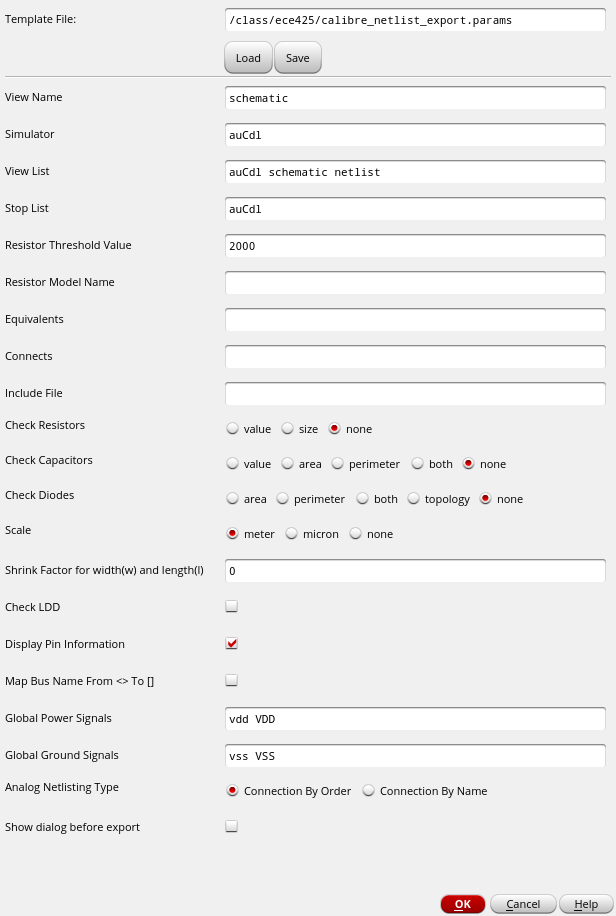 Template File: /class/ece425/calibre_netlist_export.params
Load Save
View Name schematic
Simulator auCdl
View List auCdl schematic netlist
Stop List auCdl
Resistor Threshold Value 2000
Resistor Model Name
Equivalents
Connects
Include File
Check Resistors value size none
Check Capacitors value area perimeter both none
Check Diodes area perimeter both topology none
Scale meter micron none
Shrink Factor for width(w) and length(l) 0
Check LDD
Display Pin Information
Map Bus Name From <> To []
Global Power Signals vdd VDD
Global Ground Signals vss VSS
Analog Netlisting Type Connection By Order Connection By Name
Show dialog before export
OK Cancel Help